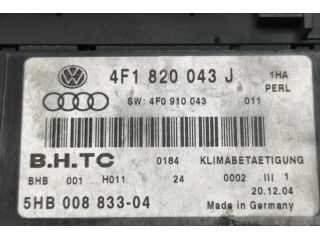 4F1 820 043 J
1HA
PERL
SW: 4F0 910 043 011
B.H.TC 0184 KLIMABETAETIGUNG
BHB 001 H011 24 0002 III 1
20.12.04
5HB 008 833-04 Made in Germany